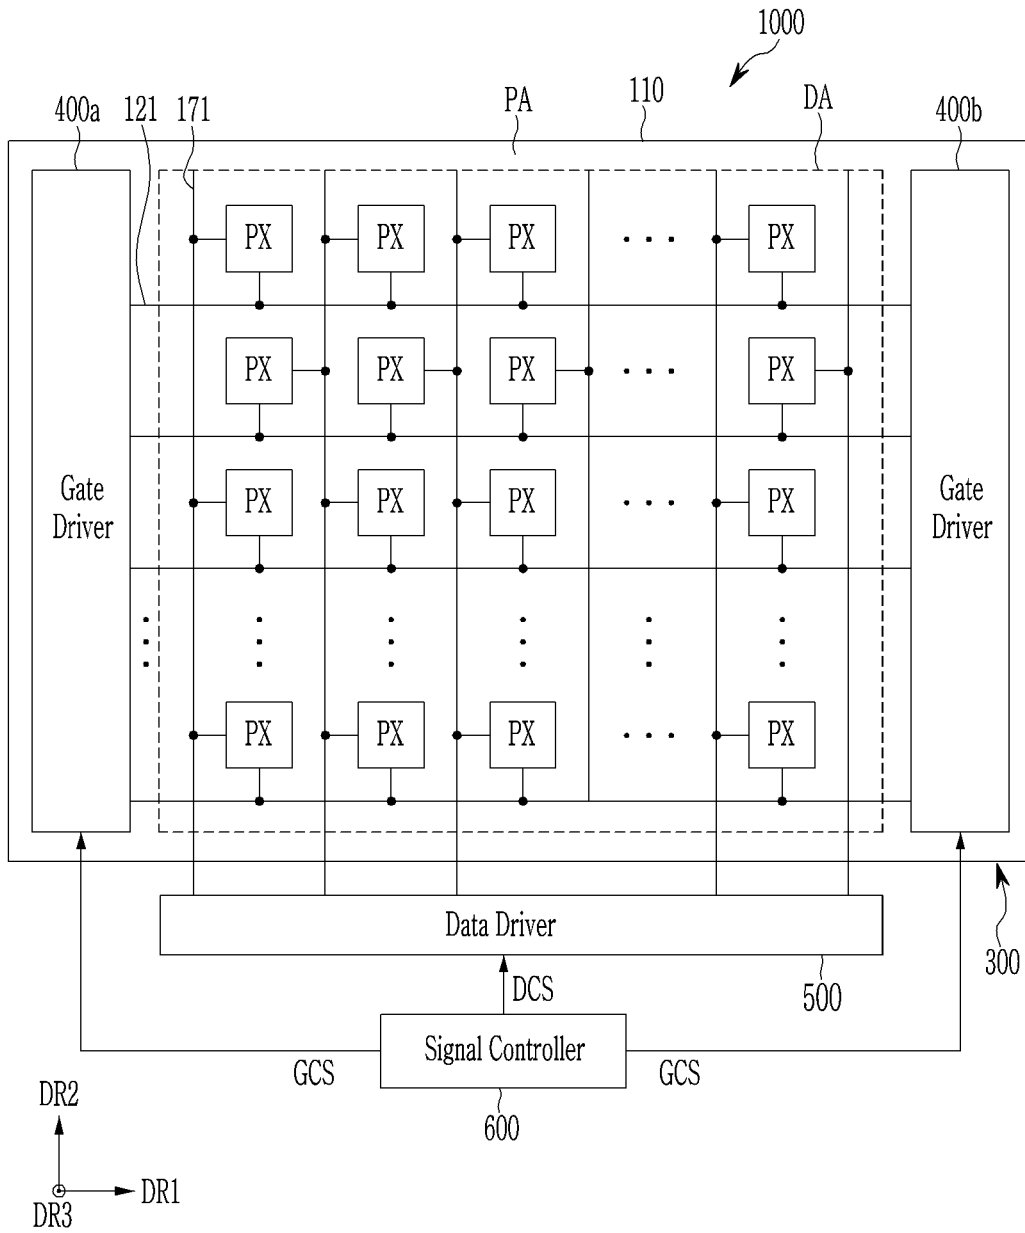 1000
400a
121
171
PA
110
DA
400b
PX PX PX PX
PX PX PX PX
Gate
Driver
PX PX PX PX
Gate
Driver
PX PX PX PX
Data Driver
300
DCS
500
Signal Controller
GCS
GCS
600
DR2
DR1
DR3